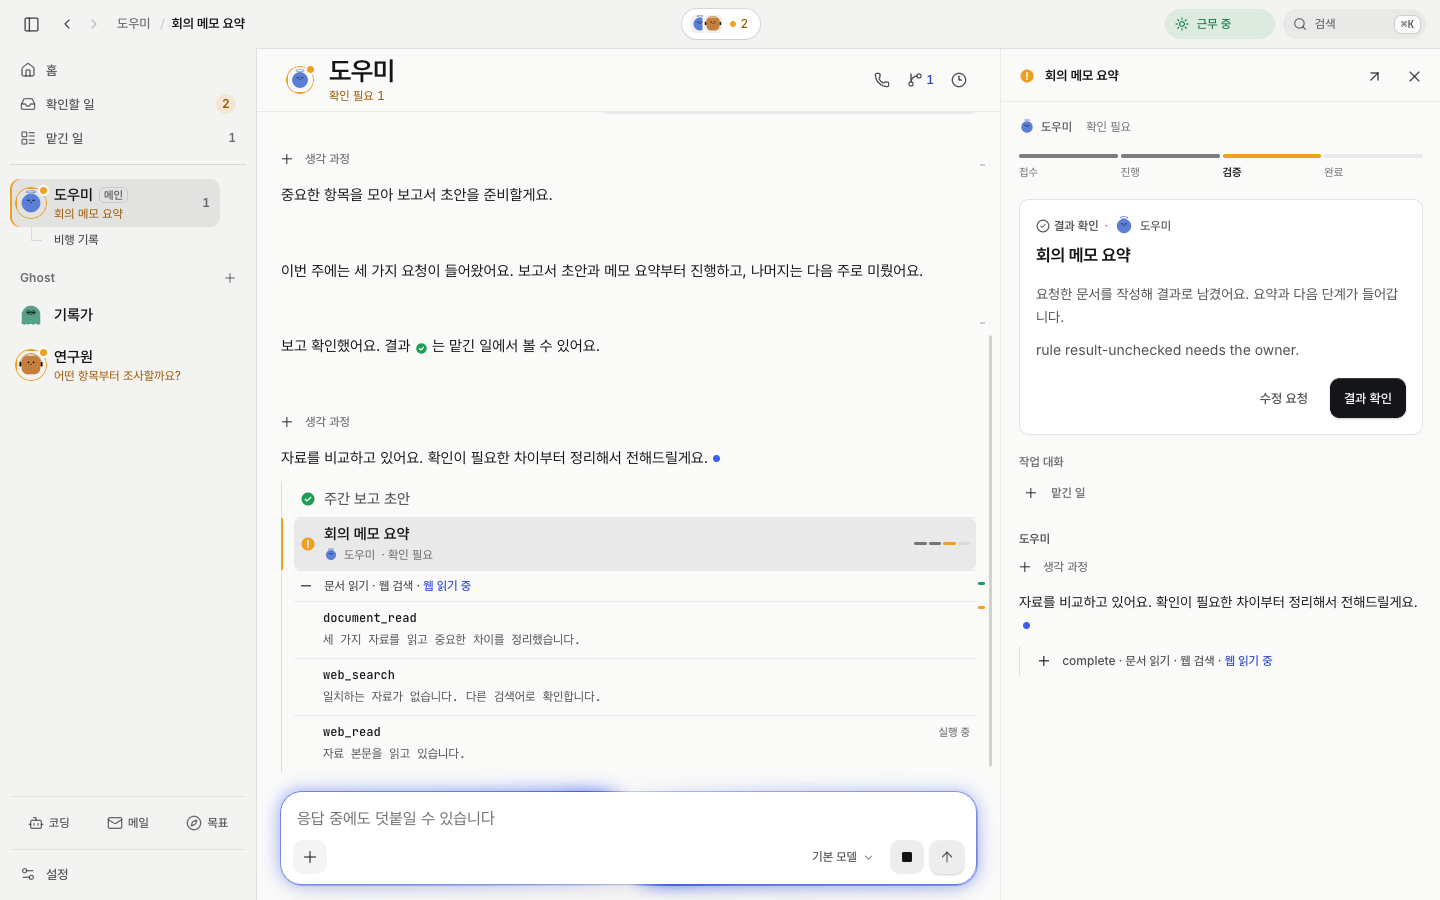 도우미 / 회의 메모 요약
2
근무 중
검색
⌘K
홈
확인할 일
2
맡긴 일
1
도우미 메인
회의 메모 요약
1
비행 기록
Ghost
기록가
연구원
어떤 항목부터 조사할까요?
코딩
메일
목표
설정
도우미
확인 필요 1
1
생각 과정
중요한 항목을 모아 보고서 초안을 준비할게요.
이번 주에는 세 가지 요청이 들어왔어요. 보고서 초안과 메모 요약부터 진행하고, 나머지는 다음 주로 미뤘어요.
보고 확인했어요. 결과 는 맡긴 일에서 볼 수 있어요.
생각 과정
자료를 비교하고 있어요. 확인이 필요한 차이부터 정리해서 전해드릴게요.
주간 보고 초안
회의 메모 요약
도우미 · 확인 필요
문서 읽기 · 웹 검색 · 웹 읽기 중
document_read
세 가지 자료를 읽고 중요한 차이를 정리했습니다.
web_search
일치하는 자료가 없습니다. 다른 검색어로 확인합니다.
web_read
실행 중
자료 본문을 읽고 있습니다.
응답 중에도 덧붙일 수 있습니다
기본 모델
회의 메모 요약
도우미 확인 필요
접수
진행
검증
완료
결과 확인 · 도우미
회의 메모 요약
요청한 문서를 작성해 결과로 남겼어요. 요약과 다음 단계가 들어갑
니다.
rule result-unchecked needs the owner.
수정 요청
결과 확인
작업 대화
맡긴 일
도우미
생각 과정
자료를 비교하고 있어요. 확인이 필요한 차이부터 정리해서 전해드릴게요.
complete · 문서 읽기 · 웹 검색 · 웹 읽기 중